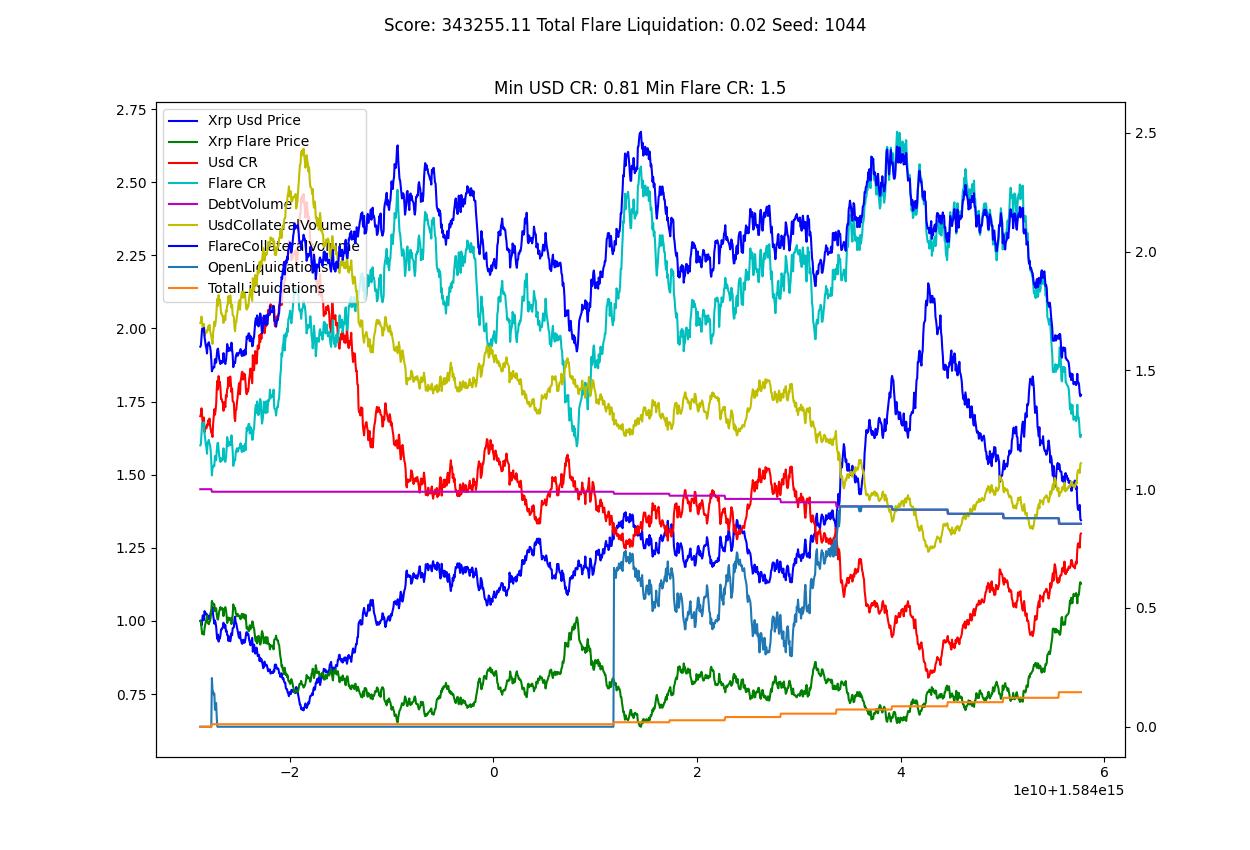 Score: 343255.11 Total Flare Liquidation: 0.02 Seed: 1044
Min USD CR: 0.81 Min Flare CR: 1.5
Xrp Usd Price
Xrp Flare Price
Usd CR
Flare CR
DebtVolume
UsdCollateralVolume
FlareCollateralVolume
OpenLiquidations
TotalLiquidations
2.75
2.50
2.25
2.00
1.75
1.50
1.25
1.00
0.75
2.5
2.0
1.5
1.0
0.5
0.0
−2
0
2
4
6
1e10+1.584e15